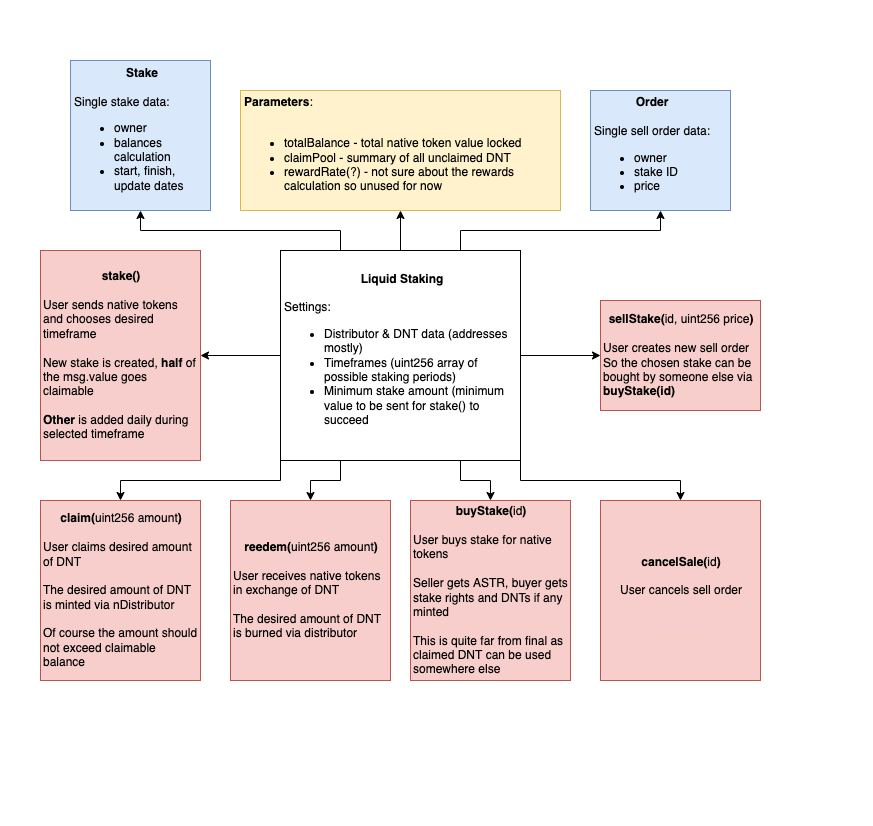 Stake
Single stake data:
• owner
• balances
calculation
• start, finish,
update dates
Parameters:
• totalBalance - total native token value locked
• claimPool - summary of all unclaimed DNT
• rewardRate(?) - not sure about the rewards
calculation so unused for now
Order
Single sell order data:
• owner
• stake ID
• price
stake()
User sends native tokens
and chooses desired
timeframe
New stake is created, half of
the msg.value goes
claimable
Other is added daily during
selected timeframe
Liquid Staking
Settings:
• Distributor & DNT data (addresses
mostly)
• Timeframes (uint256 array of
possible staking periods)
• Minimum stake amount (minimum
value to be sent for stake() to
succeed
sellStake(id, uint256 price)
User creates new sell order
So the chosen stake can be
bought by someone else via
buyStake(id)
claim(uint256 amount)
User claims desired amount
of DNT
The desired amount of DNT
is minted via nDistributor
Of course the amount should
not exceed claimable
balance
reedem(uint256 amount)
User receives native tokens
in exchange of DNT
The desired amount of DNT
is burned via distributor
buyStake(id)
User buys stake for native
tokens
Seller gets ASTR, buyer gets
stake rights and DNTs if any
minted
This is quite far from final as
claimed DNT can be used
somewhere else
cancelSale(id)
User cancels sell order